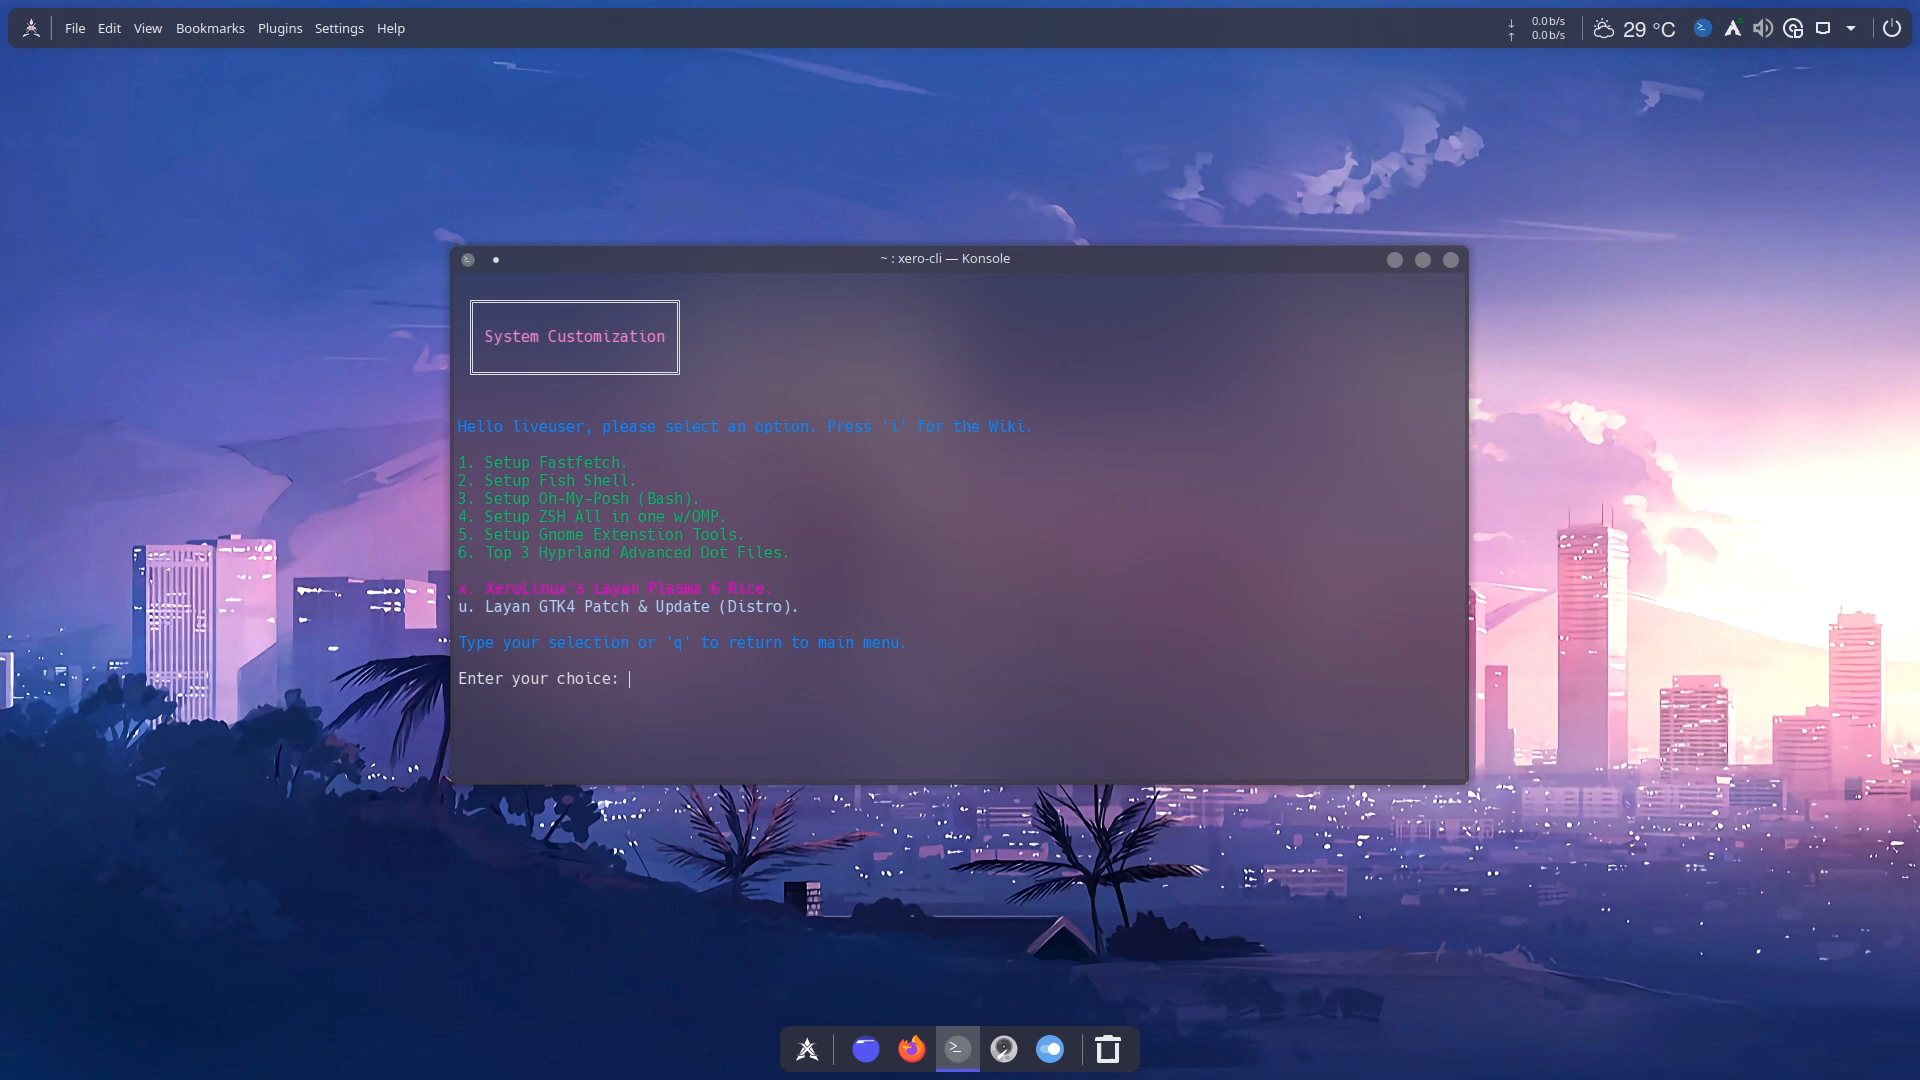 File Edit View Bookmarks Plugins Settings Help
0.0 b/s
0.0 b/s
29 °C
~ : xero-cli — Konsole
System Customization
Hello liveuser, please select an option. Press 'i' for the Wiki.
1. Setup Fastfetch.
2. Setup Fish Shell.
3. Setup Oh-My-Posh (Bash).
4. Setup ZSH All in one w/OMP.
5. Setup Gnome Extenstion Tools.
6. Top 3 Hyprland Advanced Dot Files.
x. XeroLinux's Layan Plasma 6 Rice.
u. Layan GTK4 Patch & Update (Distro).
Type your selection or 'q' to return to main menu.
Enter your choice: